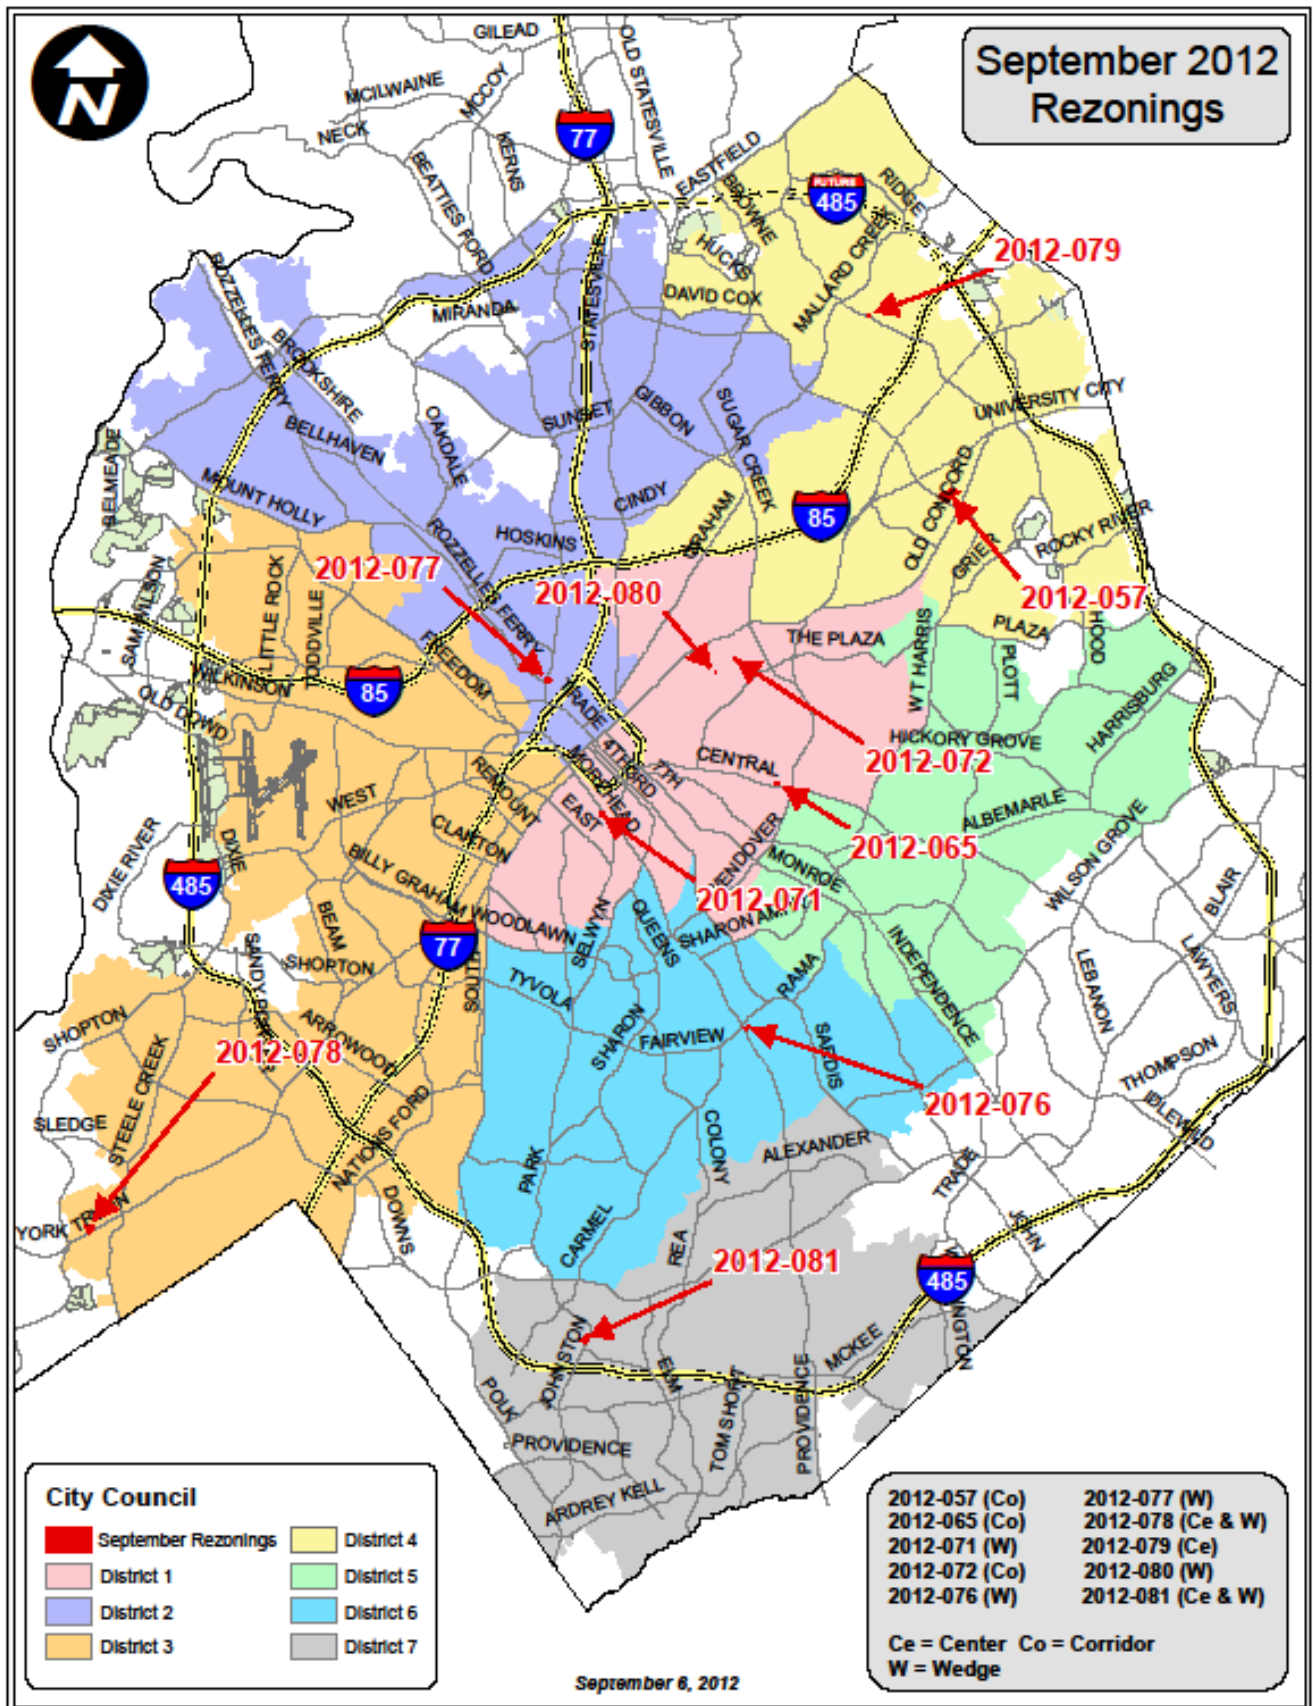 N
September 2012
Rezonings
GILEAD
OLD STATESVILLE
MCILWAINE
MCCOY
NECK
KERNS
77
BEATTIES FORD
EASTFIELD
BROWNE
FUTURE
485
RIDGE
HUCKS
MALLARD CREEK
2012-079
DAVID COX
ROZZELLES FERRY
BROOKSHIRE
MIRANDA
STATESVILLE
BELLHAVEN
OAKDALE
SUNSET
GIBBON
SUGAR CREEK
UNIVERSITY CITY
BELMEADE
MOUNT HOLLY
CINDY
GRAHAM
85
OLD CONCORD
ROZZELLES FERRY
HOSKINS
GRIER
ROCKY RIVER
2012-077
2012-080
2012-057
SAM WILSON
LITTLE ROCK
TODDVILLE
FREEDOM
THE PLAZA
WT HARRIS
PLAZA
HOOD
PLOTT
WILKINSON
85
OLD DOWD
TRADE
HARRISBURG
4TH
7TH
CENTRAL
HICKORY GROVE
2012-072
MOREHEAD
REMOUNT
WEST
EAST
CLANTON
ALBEMARLE
2012-065
DIXIE RIVER
DIXIE
485
BILLY GRAHAM
WOODLAWN
MONROE
WILSON GROVE
BLAIR
2012-071
BEAM
77
SELWYN
QUEENS
SHARON
SHOPTON
SOUTH
TYVOLA
RAMA
INDEPENDENCE
LEBANON
LAWYERS
SHOPTON
ARROWOOD
SHARON
FAIRVIEW
SARDIS
2012-078
STEELE CREEK
2012-076
THOMPSON
IDLEWILD
SLEDGE
NATIONS FORD
COLONY
ALEXANDER
TRADE
YORK
PARK
DOWNS
CARMEL
REA
JOHN
2012-081
485
JOHNSTON
ELM
MCKEE
POLK
TOM SHORT
PROVIDENCE
PROVIDENCE
ARDREY KELL
City Council
September Rezonings
District 1
District 2
District 3
District 4
District 5
District 6
District 7
September 6, 2012
2012-057 (Co) 2012-077 (W)
2012-065 (Co) 2012-078 (Ce & W)
2012-071 (W) 2012-079 (Ce)
2012-072 (Co) 2012-080 (W)
2012-076 (W) 2012-081 (Ce & W)
Ce = Center Co = Corridor
W = Wedge